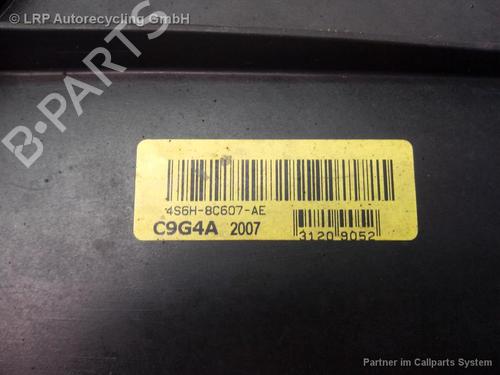 LRP Autorecycling GmbH
B-PARTS
4S6H-8C607-AE
C9G4A 2007
3120 9052
Partner im Callparts System